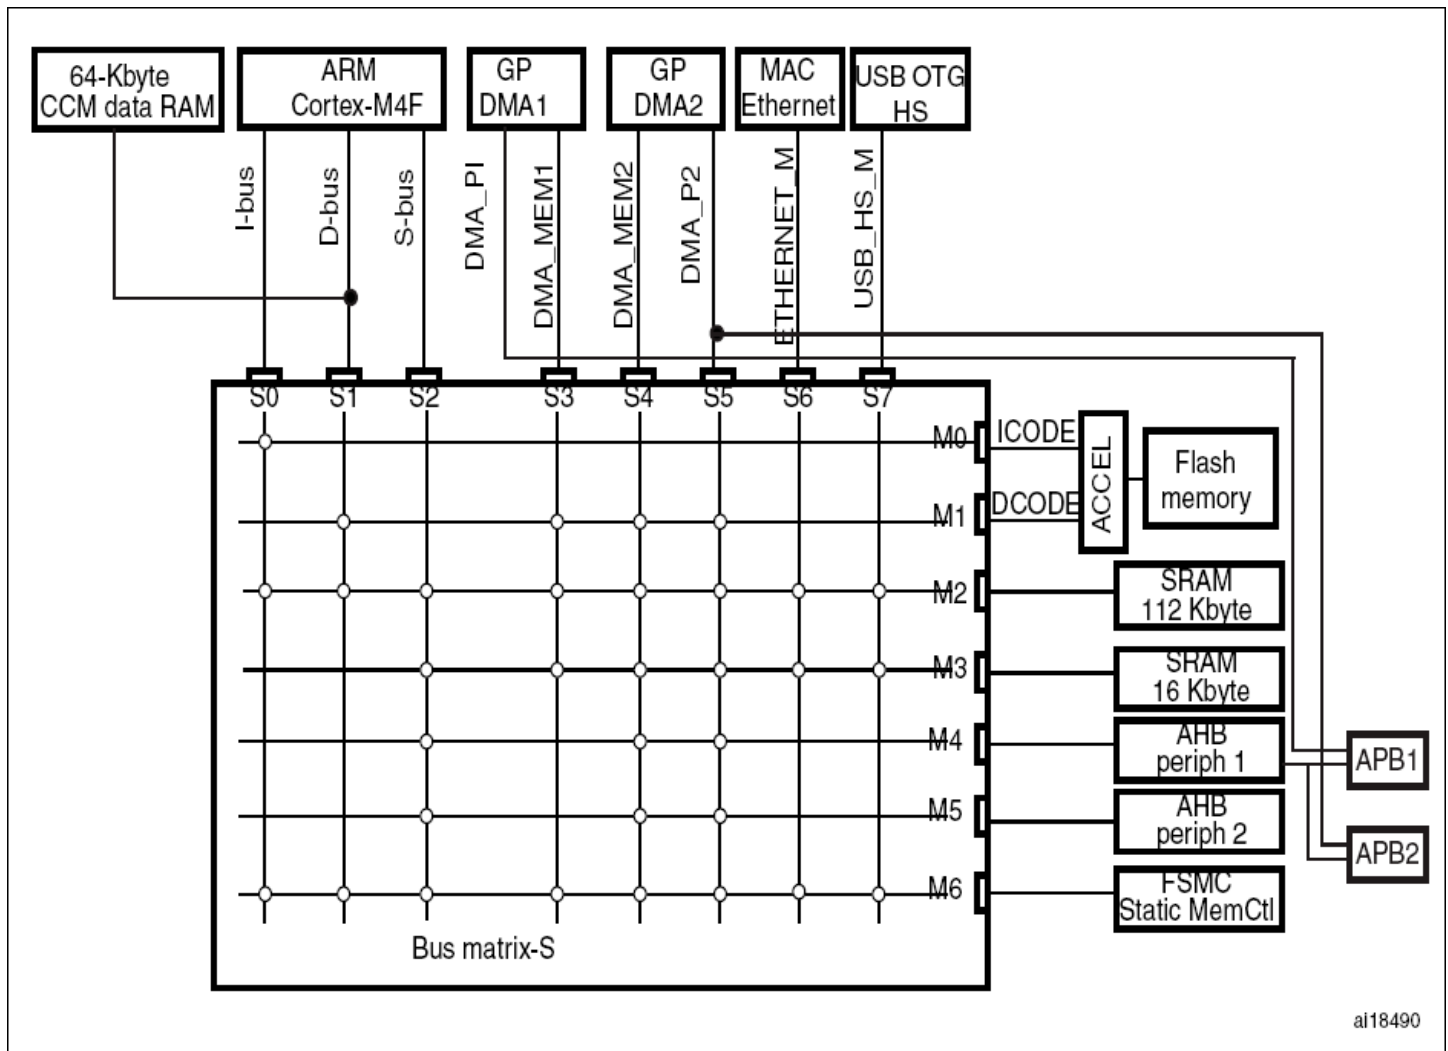 64-Kbyte
CCM data RAM
ARM
Cortex-M4F
GP
DMA1
GP
DMA2
MAC
Ethernet
USB OTG
HS
I-bus
D-bus
S-bus
DMA_PI
DMA_MEM1
DMA_MEM2
DMA_P2
ETHERNET_M
USB_HS_M
S0 S1 S2 S3 S4 S5 S6 S7
M0
ICODE
M1
DCODE
ACCEL
Flash
memory
M2
SRAM
112 Kbyte
M3
SRAM
16 Kbyte
M4
AHB
periph 1
APB1
M5
AHB
periph 2
APB2
M6
FSMC
Static MemCtl
Bus matrix-S
ai18490